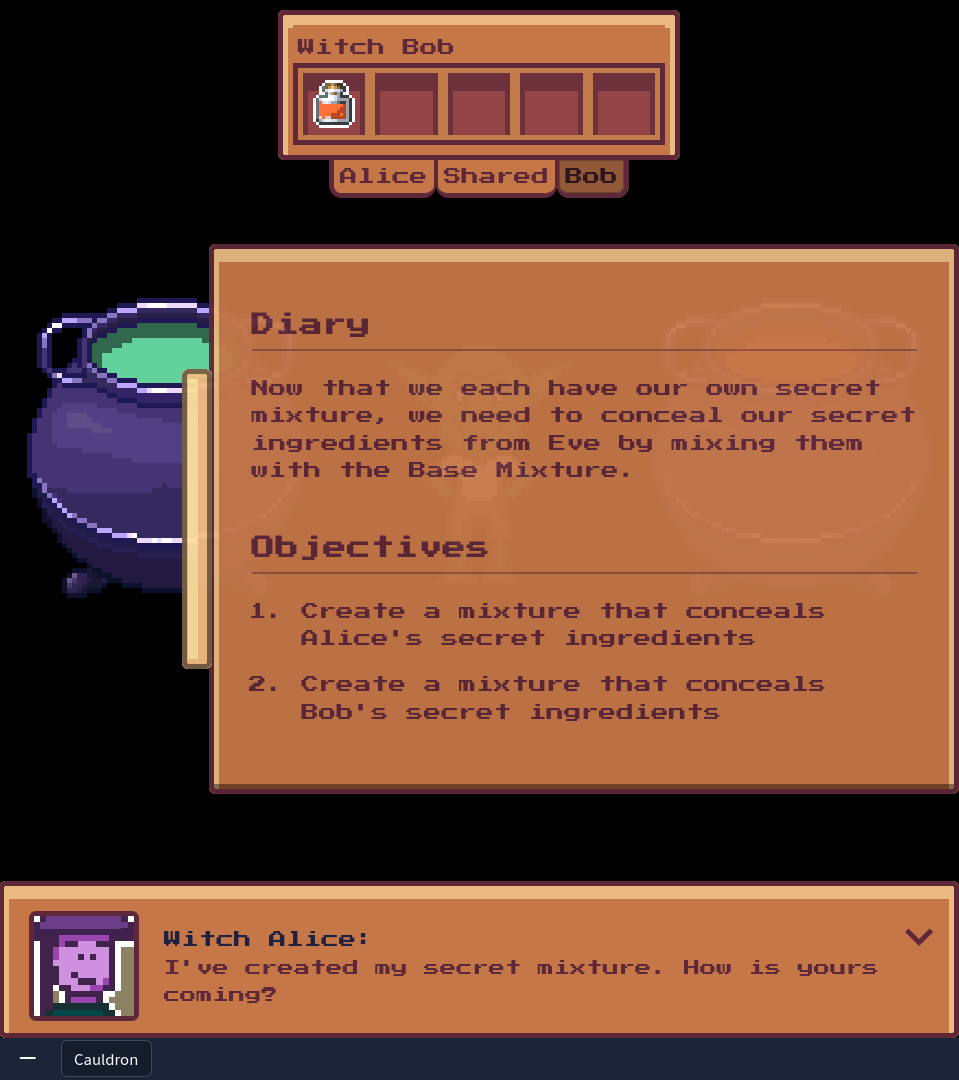 Witch Bob
Alice Shared Bob
Diary
Now that we each have our own secret
mixture, we need to conceal our secret
ingredients from Eve by mixing them
with the Base Mixture.
Objectives
1. Create a mixture that conceals
Alice's secret ingredients
2. Create a mixture that conceals
Bob's secret ingredients
Witch Alice:
I've created my secret mixture. How is yours
coming?
Cauldron